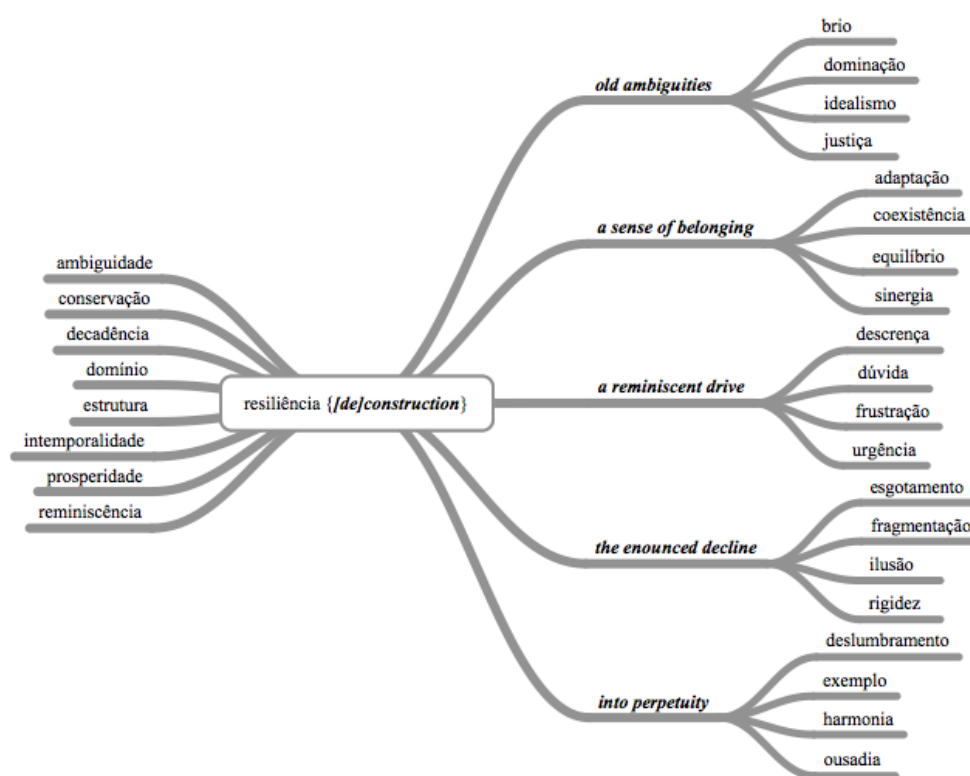 ambiguidade
conservação
decadência
domínio
estrutura
intemporalidade
prosperidade
reminiscência
resiliência {[de]construction}
old ambiguities
brio
dominação
idealismo
justiça
a sense of belonging
adaptação
coexistência
equilíbrio
sinergia
a reminiscent drive
descrença
dúvida
frustração
urgência
the enounced decline
esgotamento
fragmentação
ilusão
rigidez
into perpetuity
deslumbramento
exemplo
harmonia
ousadia